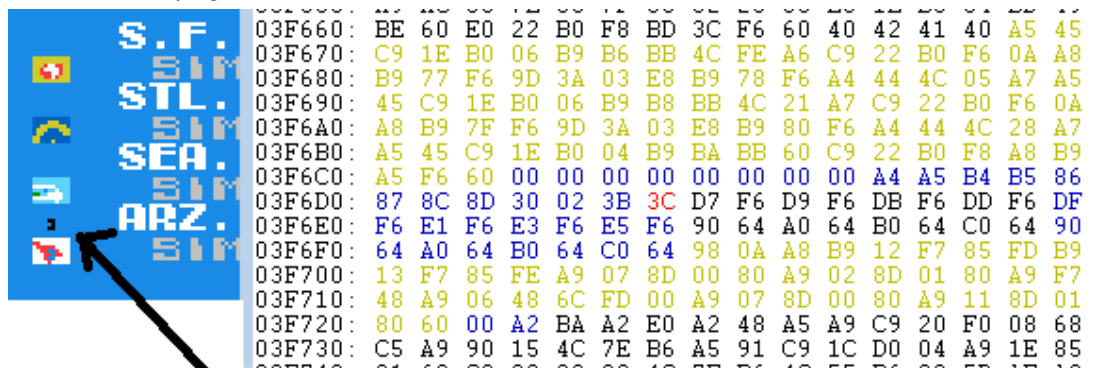 S.F.
SIM
STL.
SIM
SEA.
SIM
ARZ.
SIM
03F660: BE 60 E0 22 B0 F8 BD 3C F6 60 40 42 41 40 A5 45
03F670: C9 1E B0 06 B9 B6 BB 4C FE A6 C9 22 B0 F6 0A A8
03F680: B9 77 F6 9D 3A 03 E8 B9 78 F6 A4 44 4C 05 A7 A5
03F690: 45 C9 1E B0 06 B9 B8 BB 4C 21 A7 C9 22 B0 F6 0A
03F6A0: A8 B9 7F F6 9D 3A 03 E8 B9 80 F6 A4 44 4C 28 A7
03F6B0: A5 45 C9 1E B0 04 B9 BA BB 60 C9 22 B0 F8 A8 B9
03F6C0: A5 F6 60 00 00 00 00 00 00 00 00 A4 A5 B4 B5 86
03F6D0: 87 8C 8D 30 02 3B 3C D7 F6 D9 F6 DB F6 DD F6 DF
03F6E0: F6 E1 F6 E3 F6 E5 F6 90 64 A0 64 B0 64 C0 64 90
03F6F0: 64 A0 64 B0 64 C0 64 98 0A A8 B9 12 F7 85 FD B9
03F700: 13 F7 85 FE A9 07 8D 00 80 A9 02 8D 01 80 A9 F7
03F710: 48 A9 06 48 6C FD 00 A9 07 8D 00 80 A9 11 8D 01
03F720: 80 60 00 A2 BA A2 E0 A2 48 A5 A9 C9 20 F0 08 68
03F730: C5 A9 90 15 4C 7E B6 A5 91 C9 1C D0 04 A9 1E 85